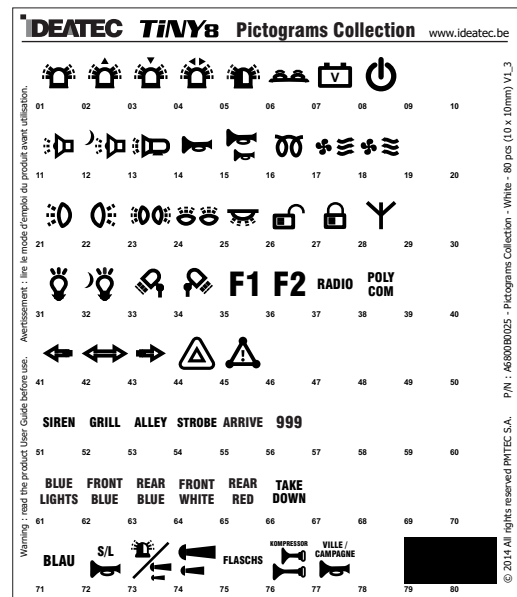 IDEATEC TiNY8 Pictograms Collection www.ideatec.be
V
01 02 03 04 05 06 07 08 09 10
11 12 13 14 15 16 17 18 19 20
21 22 23 24 25 26 27 28 29 30
F1 F2 RADIO POLY COM
31 32 33 34 35 36 37 38 39 40
41 42 43 44 45 46 47 48 49 50
SIREN GRILL ALLEY STROBE ARRIVE 999
51 52 53 54 55 56 57 58 59 60
BLUE FRONT REAR FRONT REAR TAKE
LIGHTS BLUE BLUE WHITE RED DOWN
61 62 63 64 65 66 67 68 69 70
BLAU S/L FLASCHS KOMPRESSOR VILLE /
CAMPAGNE
71 72 73 74 75 76 77 78 79 80
Warning : read the product User Guide before use. Avertissement : lire le mode d'emploi du produit avant utilisation.
© 2014 All rights reserved PMTEC S.A. P/N : A6800B0025 - Pictograms Collection - White - 80 pcs (10 x 10mm) V1_3